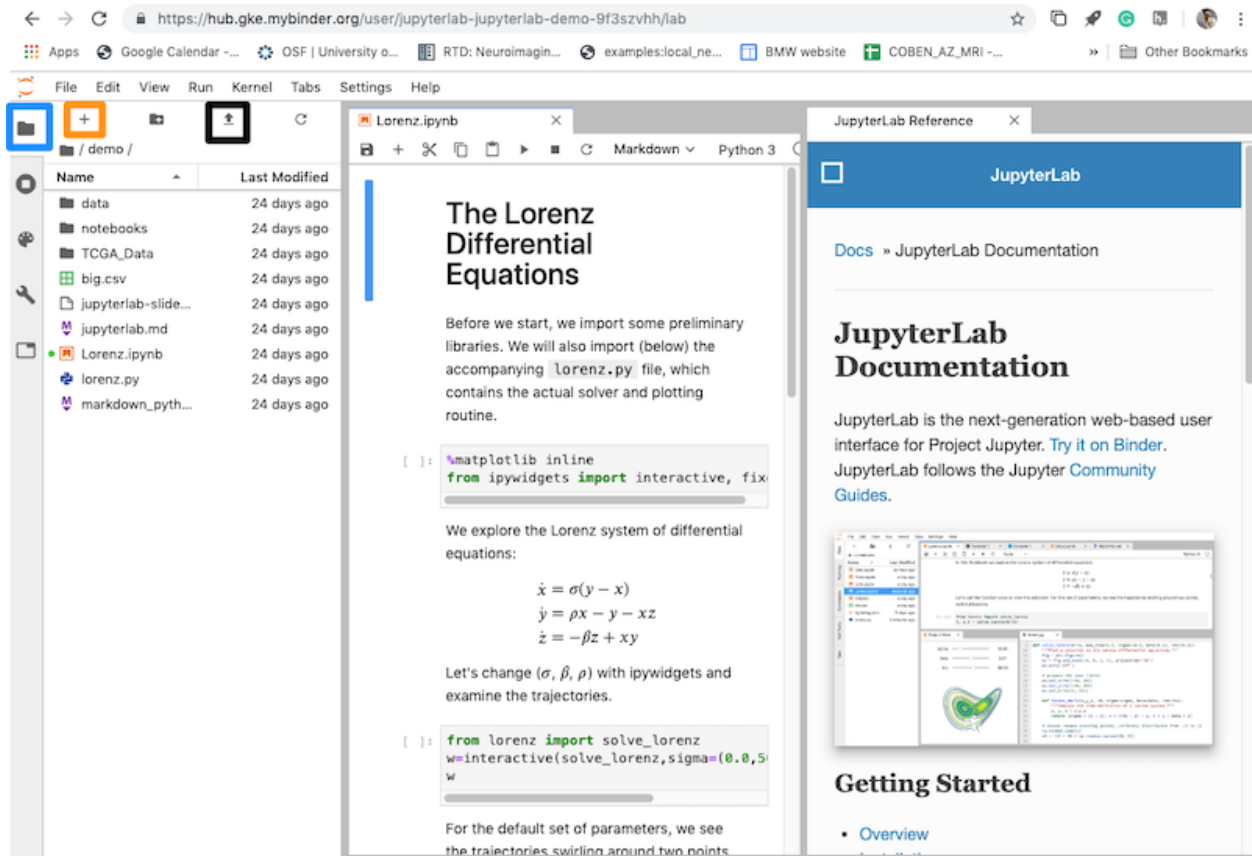 https://hub.gke.mybinder.org/user/jupyterlab-jupyterlab-demo-9f3szvhh/lab
Apps Google Calendar -... OSF | University o... RTD: Neuroimagin... examples:local_ne... BMW website COBEN_AZ_MRI -... » Other Bookmarks
File Edit View Run Kernel Tabs Settings Help
/ demo /
Name Last Modified
data 24 days ago
notebooks 24 days ago
TCGA_Data 24 days ago
big.csv 24 days ago
jupyterlab-slide... 24 days ago
jupyterlab.md 24 days ago
Lorenz.ipynb 24 days ago
lorenz.py 24 days ago
markdown_pyth... 24 days ago
Lorenz.ipynb
Markdown Python 3
The Lorenz
Differential
Equations
Before we start, we import some preliminary
libraries. We will also import (below) the
accompanying lorenz.py file, which
contains the actual solver and plotting
routine.
[ ]: %matplotlib inline
from ipywidgets import interactive, fix
We explore the Lorenz system of differential
equations:
ẋ = σ(y − x)
ẏ = ρx − y − xz
ż = −βz + xy
Let's change (σ, β, ρ) with ipywidgets and
examine the trajectories.
[ ]: from lorenz import solve_lorenz
w=interactive(solve_lorenz,sigma=(0.0,5
w
For the default set of parameters, we see
the trajectories swirling around two points
JupyterLab Reference
JupyterLab
Docs » JupyterLab Documentation
JupyterLab
Documentation
JupyterLab is the next-generation web-based user
interface for Project Jupyter. Try it on Binder.
JupyterLab follows the Jupyter Community
Guides.
Getting Started
• Overview